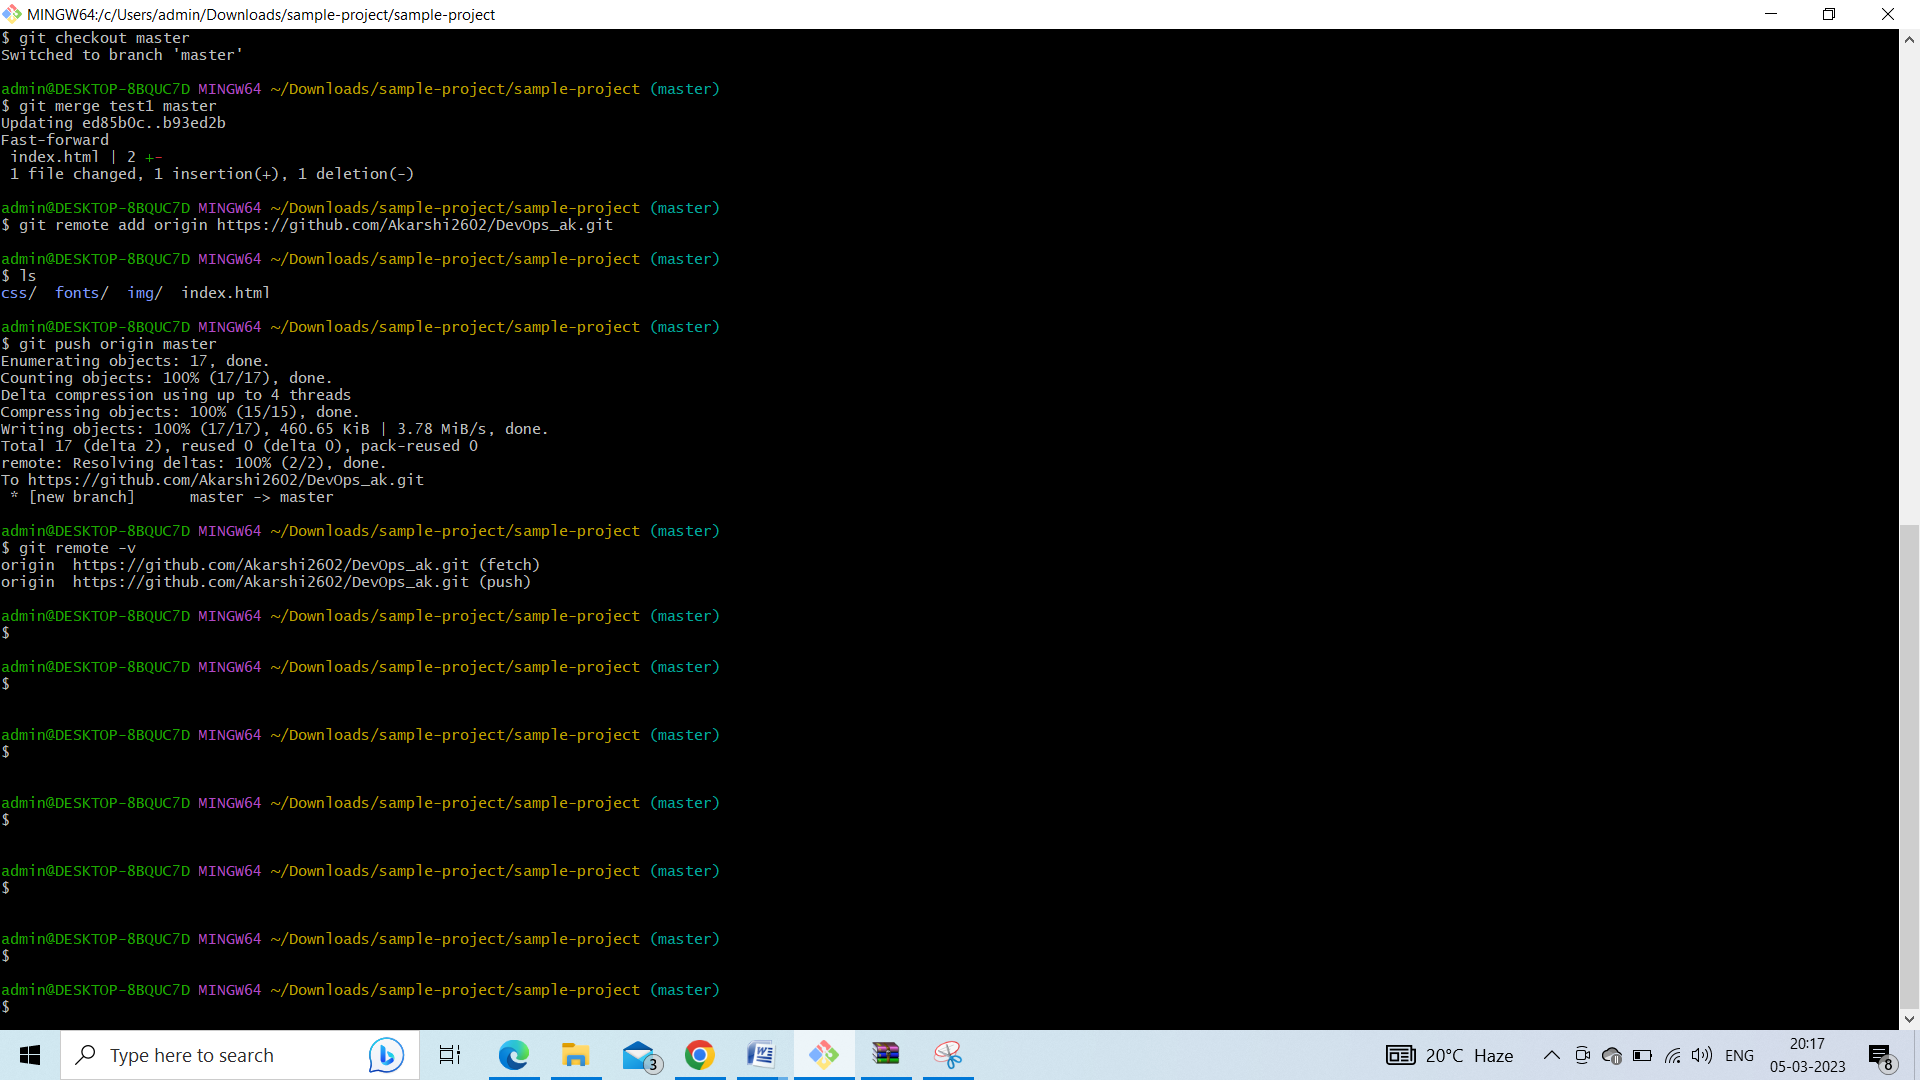 MINGW64:/c/Users/admin/Downloads/sample-project/sample-project
$ git checkout master
Switched to branch 'master'
admin@DESKTOP-8BQUC7D MINGW64 ~/Downloads/sample-project/sample-project (master)
$ git merge test1 master
Updating ed85b0c..b93ed2b
Fast-forward
 index.html | 2 +-
 1 file changed, 1 insertion(+), 1 deletion(-)
admin@DESKTOP-8BQUC7D MINGW64 ~/Downloads/sample-project/sample-project (master)
$ git remote add origin https://github.com/Akarshi2602/DevOps_ak.git
admin@DESKTOP-8BQUC7D MINGW64 ~/Downloads/sample-project/sample-project (master)
$ ls
css/  fonts/  img/  index.html
admin@DESKTOP-8BQUC7D MINGW64 ~/Downloads/sample-project/sample-project (master)
$ git push origin master
Enumerating objects: 17, done.
Counting objects: 100% (17/17), done.
Delta compression using up to 4 threads
Compressing objects: 100% (15/15), done.
Writing objects: 100% (17/17), 460.65 KiB | 3.78 MiB/s, done.
Total 17 (delta 2), reused 0 (delta 0), pack-reused 0
remote: Resolving deltas: 100% (2/2), done.
To https://github.com/Akarshi2602/DevOps_ak.git
 * [new branch]      master -> master
admin@DESKTOP-8BQUC7D MINGW64 ~/Downloads/sample-project/sample-project (master)
$ git remote -v
origin  https://github.com/Akarshi2602/DevOps_ak.git (fetch)
origin  https://github.com/Akarshi2602/DevOps_ak.git (push)
admin@DESKTOP-8BQUC7D MINGW64 ~/Downloads/sample-project/sample-project (master)
$
admin@DESKTOP-8BQUC7D MINGW64 ~/Downloads/sample-project/sample-project (master)
$
admin@DESKTOP-8BQUC7D MINGW64 ~/Downloads/sample-project/sample-project (master)
$
admin@DESKTOP-8BQUC7D MINGW64 ~/Downloads/sample-project/sample-project (master)
$
admin@DESKTOP-8BQUC7D MINGW64 ~/Downloads/sample-project/sample-project (master)
$
admin@DESKTOP-8BQUC7D MINGW64 ~/Downloads/sample-project/sample-project (master)
$
admin@DESKTOP-8BQUC7D MINGW64 ~/Downloads/sample-project/sample-project (master)
$
Type here to search
3
20°C Haze
ENG
20:17
05-03-2023
8